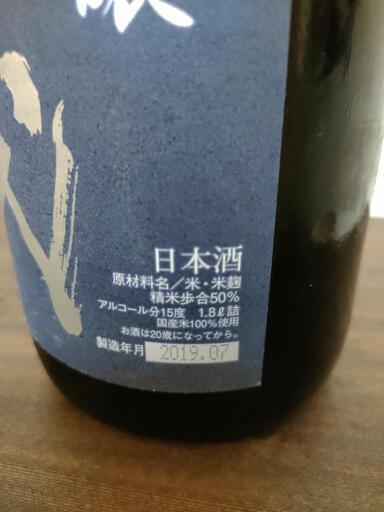 日本酒
原材料名／米・米麹
精米歩合50%
アルコール分15度 1.8ℓ詰
国産米100%使用
お酒は20歳になってから。
製造年月 2019.07